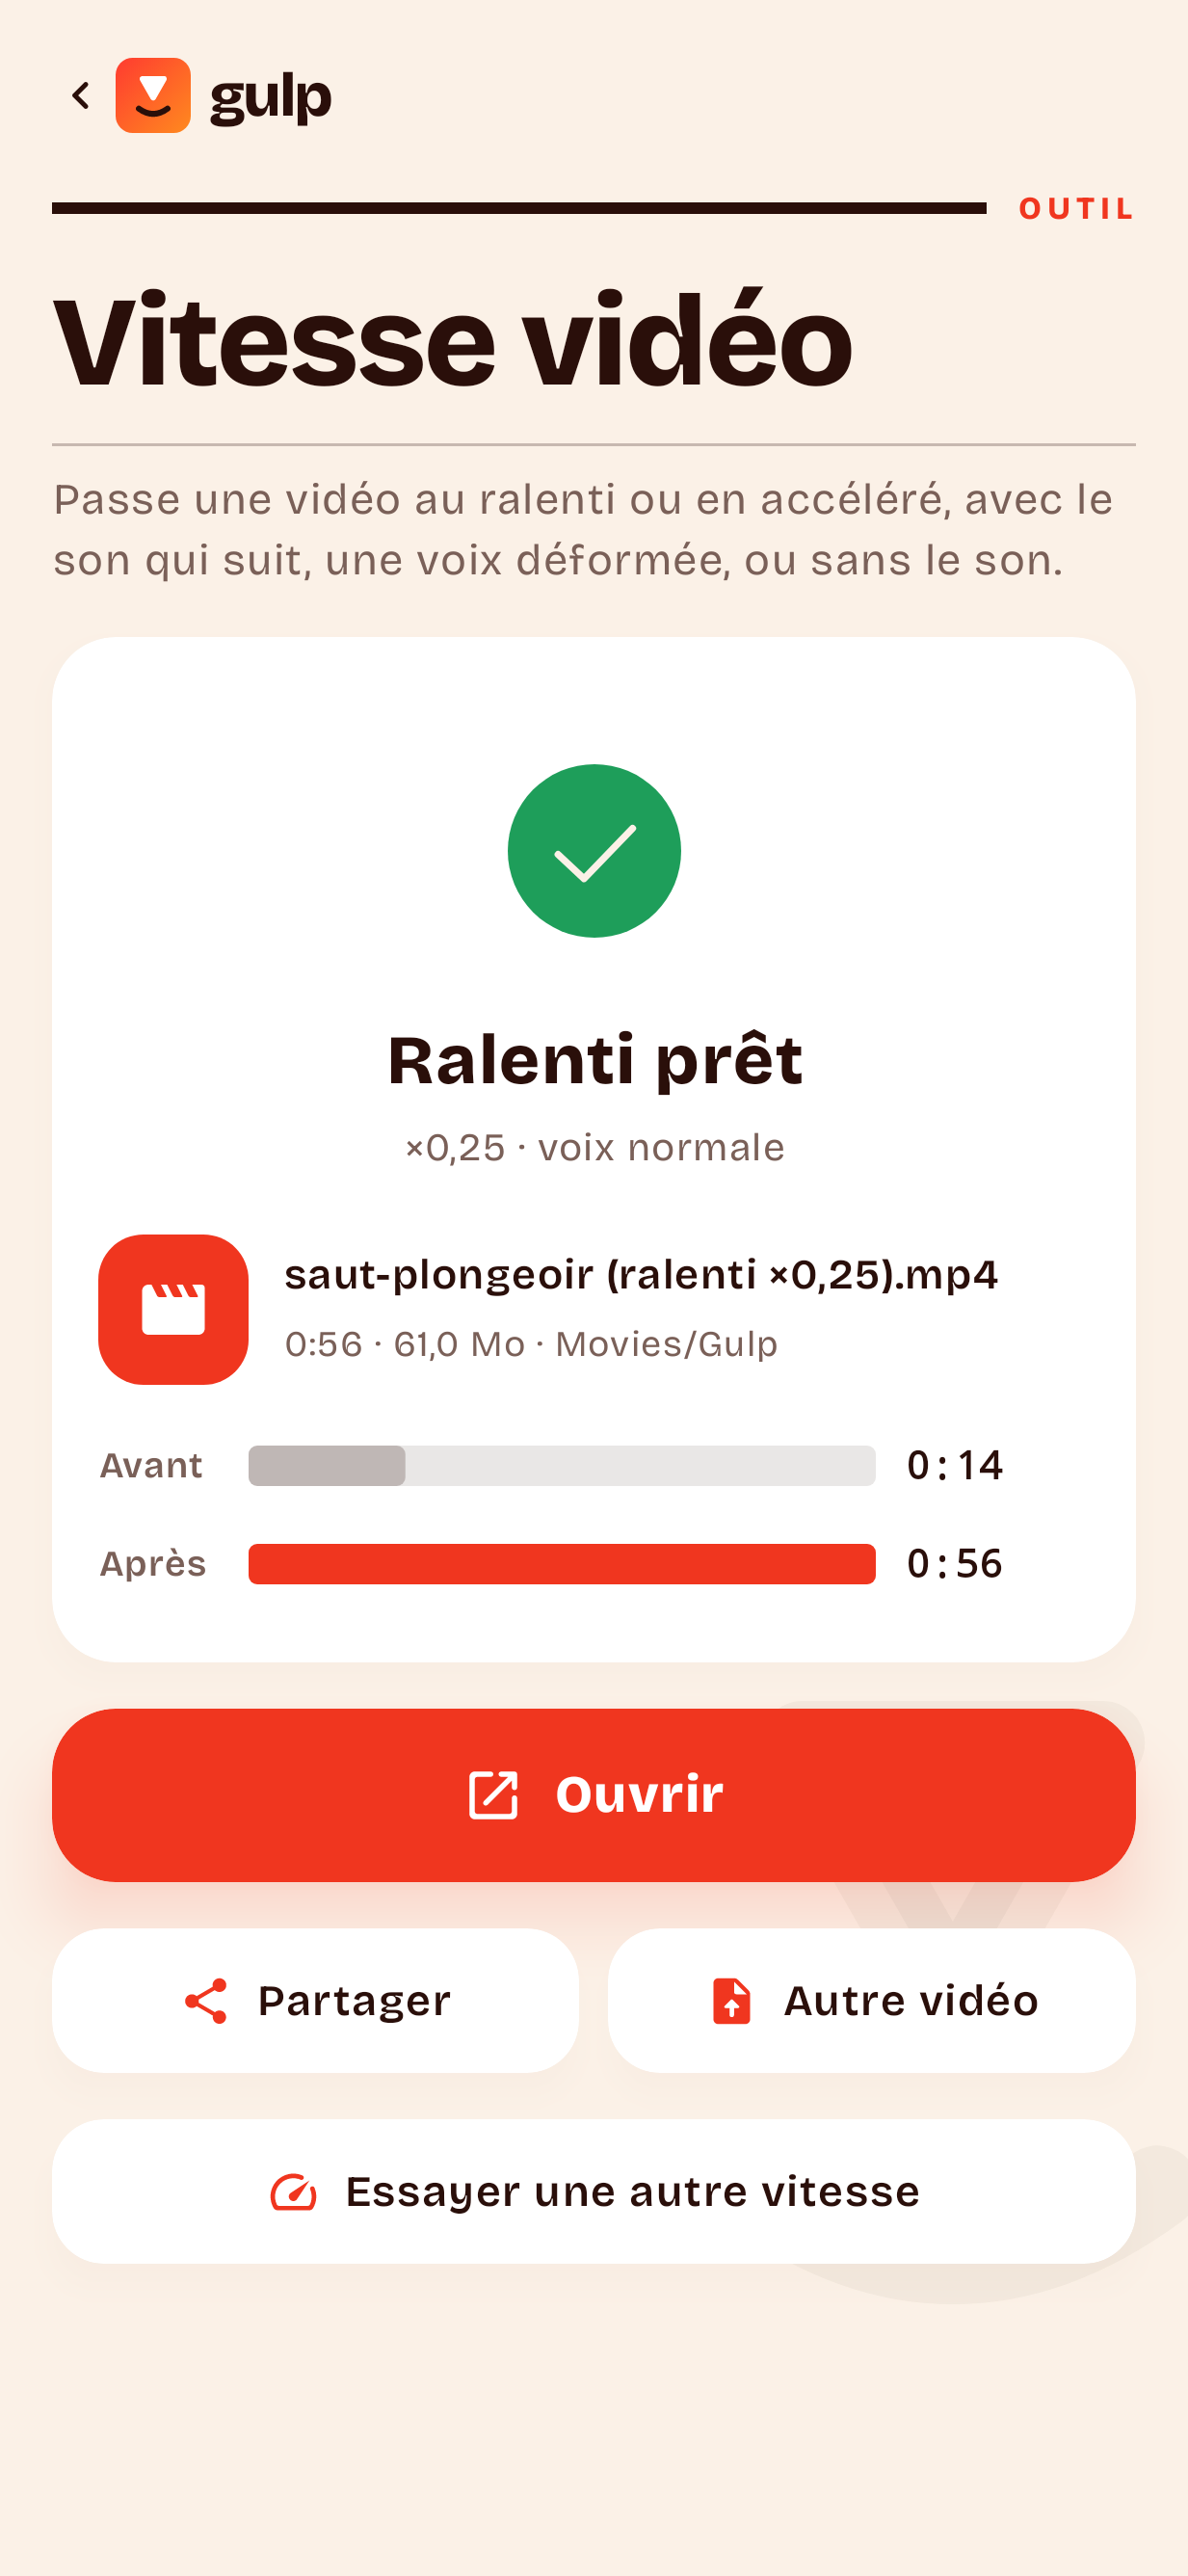 gulp
OUTIL
Vitesse vidéo
Passe une vidéo au ralenti ou en accéléré, avec le
son qui suit, une voix déformée, ou sans le son.
Ralenti prêt
×0,25 · voix normale
saut-plongeoir (ralenti ×0,25).mp4
0:56 · 61,0 Mo · Movies/Gulp
Avant 0:14
Après 0:56
Ouvrir
Partager
Autre vidéo
Essayer une autre vitesse